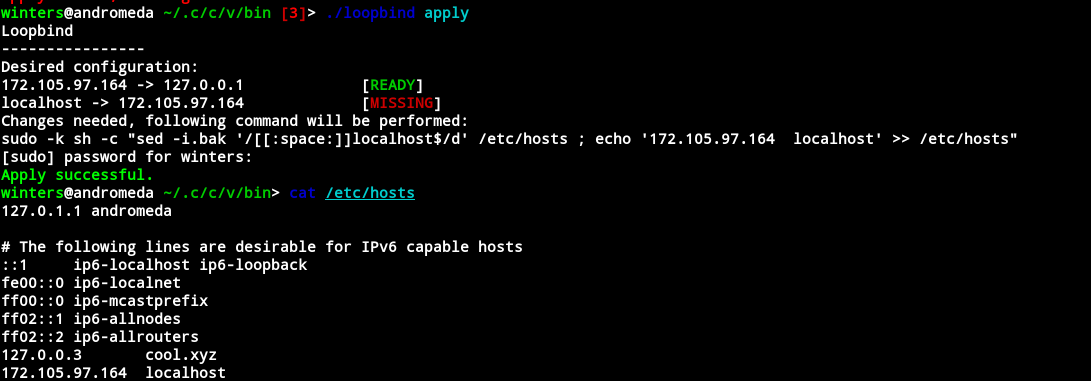 winters@andromeda ~/.c/c/v/bin [3]> ./loopbind apply
Loopbind
----------------
Desired configuration:
172.105.97.164 -> 127.0.0.1 [READY]
localhost -> 172.105.97.164 [MISSING]
Changes needed, following command will be performed:
sudo -k sh -c "sed -i.bak '/[[:space:]]localhost$/d' /etc/hosts ; echo '172.105.97.164  localhost' >> /etc/hosts"
[sudo] password for winters:
Apply successful.
winters@andromeda ~/.c/c/v/bin> cat /etc/hosts
127.0.1.1 andromeda

# The following lines are desirable for IPv6 capable hosts
::1     ip6-localhost ip6-loopback
fe00::0 ip6-localnet
ff00::0 ip6-mcastprefix
ff02::1 ip6-allnodes
ff02::2 ip6-allrouters
127.0.0.3       cool.xyz
172.105.97.164  localhost